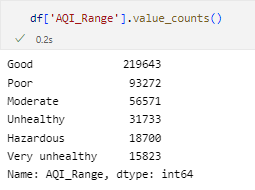 df['AQI_Range'].value_counts()
✓ 0.2s
Good 219643
Poor 93272
Moderate 56571
Unhealthy 31733
Hazardous 18700
Very unhealthy 15823
Name: AQI_Range, dtype: int64